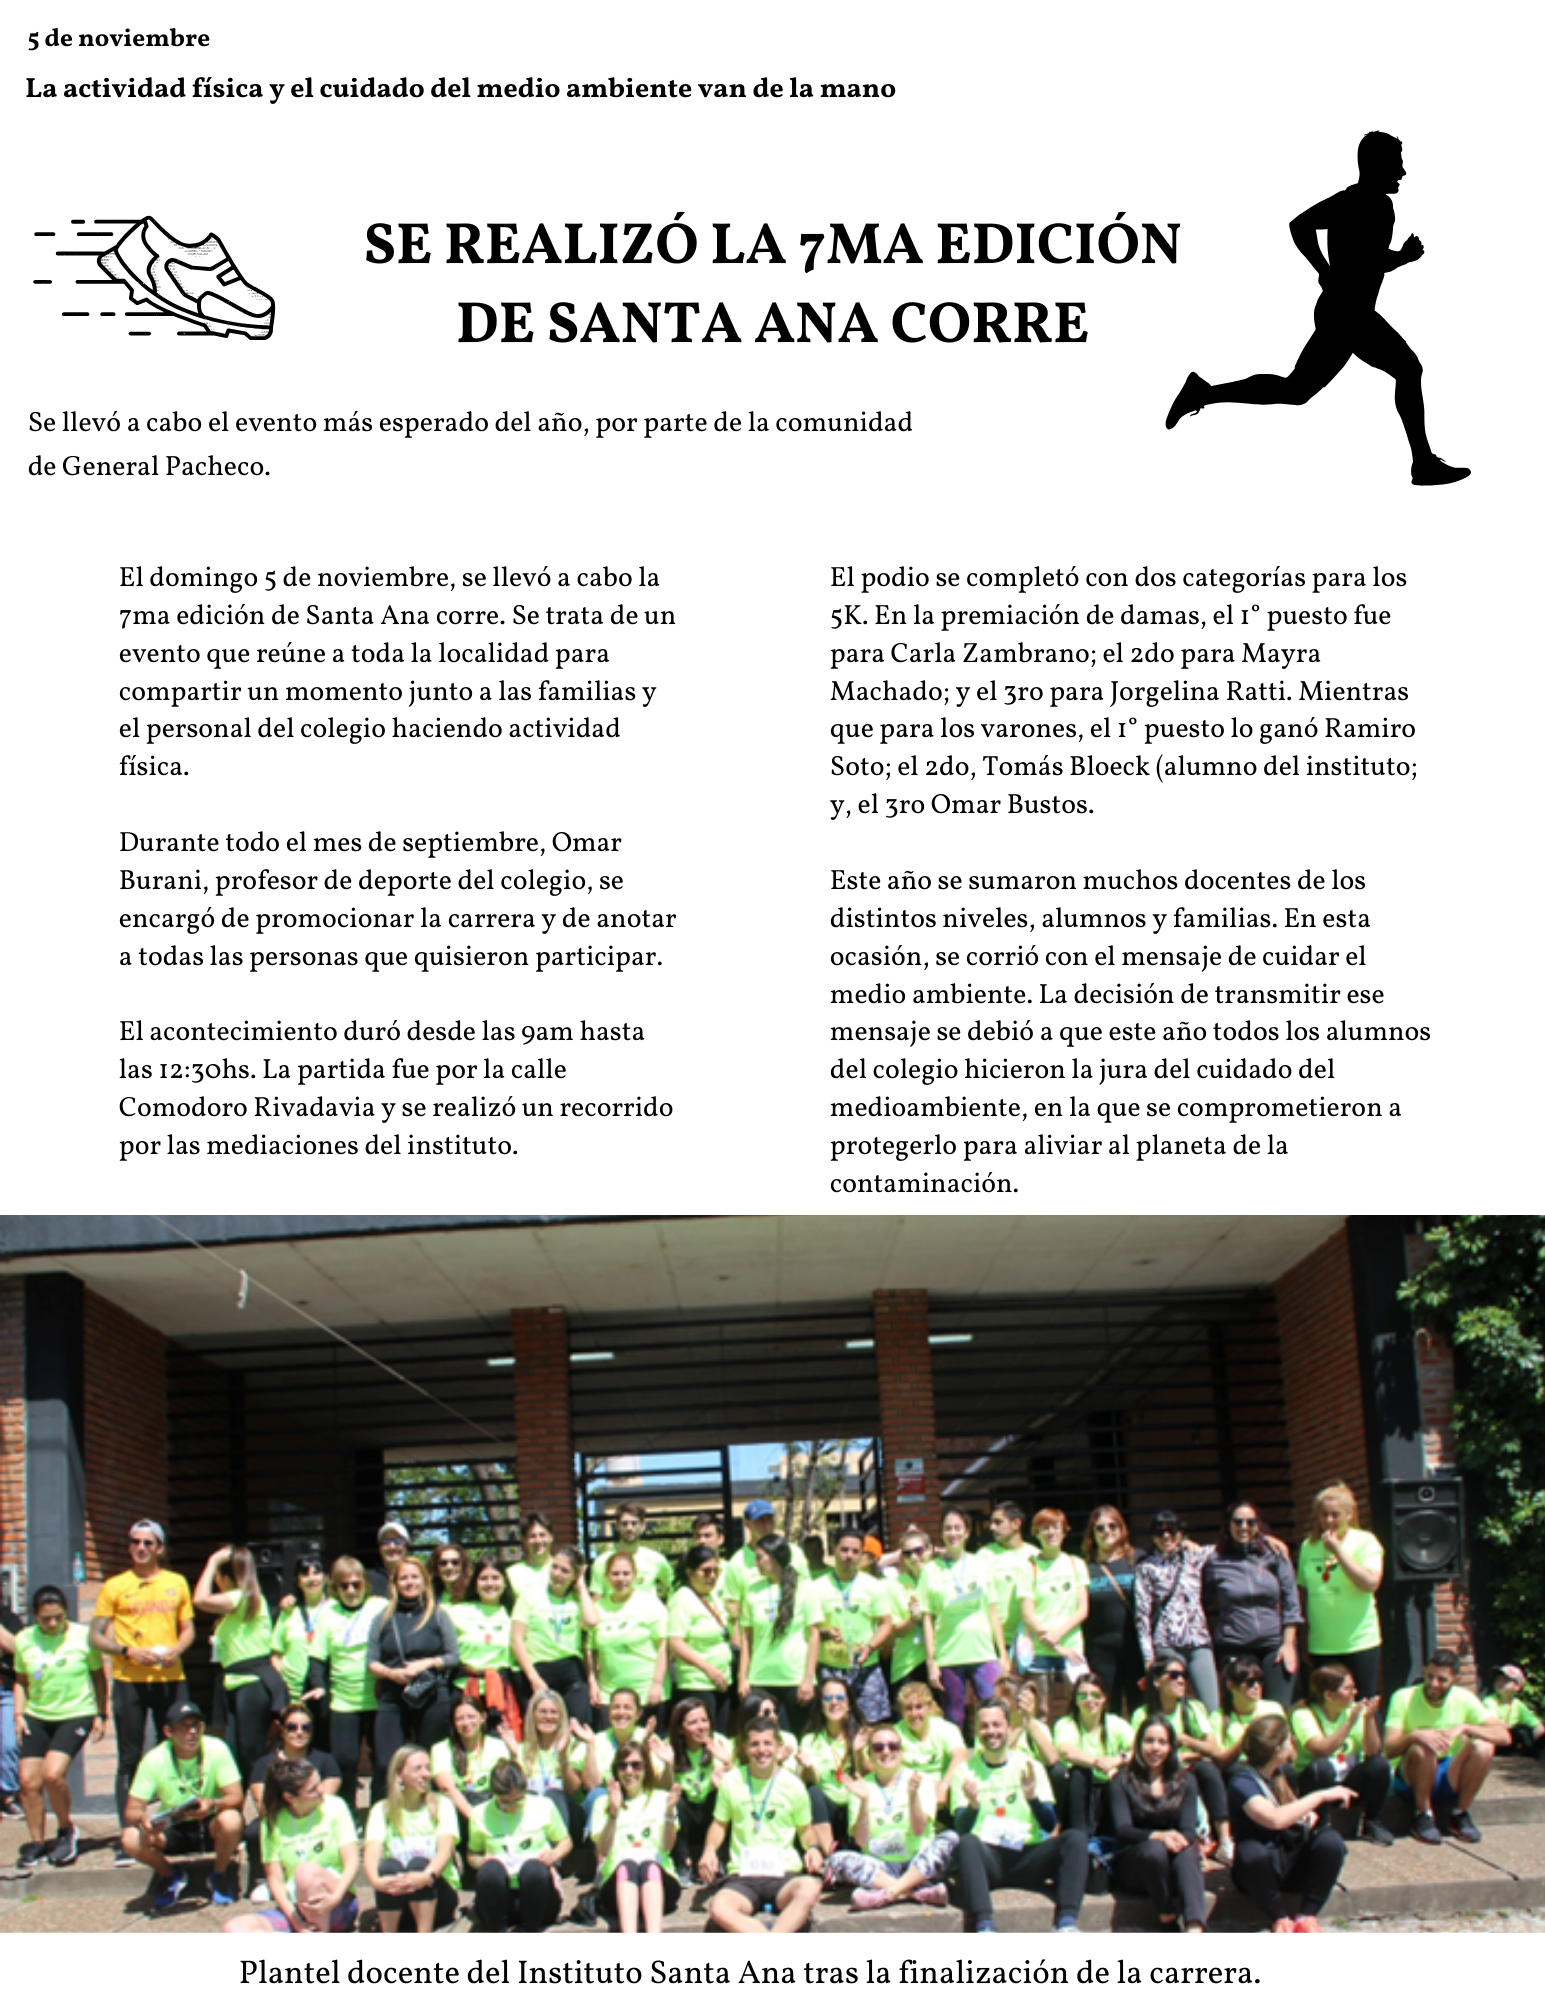 5 de noviembre
La actividad física y el cuidado del medio ambiente van de la mano
SE REALIZÓ LA 7MA EDICIÓN
DE SANTA ANA CORRE
Se llevó a cabo el evento más esperado del año, por parte de la comunidad
de General Pacheco.
El domingo 5 de noviembre, se llevó a cabo la
7ma edición de Santa Ana corre. Se trata de un
evento que reúne a toda la localidad para
compartir un momento junto a las familias y
el personal del colegio haciendo actividad
física.
Durante todo el mes de septiembre, Omar
Burani, profesor de deporte del colegio, se
encargó de promocionar la carrera y de anotar
a todas las personas que quisieron participar.
El acontecimiento duró desde las 9am hasta
las 12:30hs. La partida fue por la calle
Comodoro Rivadavia y se realizó un recorrido
por las mediaciones del instituto.
El podio se completó con dos categorías para los
5K. En la premiación de damas, el 1° puesto fue
para Carla Zambrano; el 2do para Mayra
Machado; y el 3ro para Jorgelina Ratti. Mientras
que para los varones, el 1° puesto lo ganó Ramiro
Soto; el 2do, Tomás Bloeck (alumno del instituto;
y, el 3ro Omar Bustos.
Este año se sumaron muchos docentes de los
distintos niveles, alumnos y familias. En esta
ocasión, se corrió con el mensaje de cuidar el
medio ambiente. La decisión de transmitir ese
mensaje se debió a que este año todos los alumnos
del colegio hicieron la jura del cuidado del
medioambiente, en la que se comprometieron a
protegerlo para aliviar al planeta de la
contaminación.
Plantel docente del Instituto Santa Ana tras la finalización de la carrera.